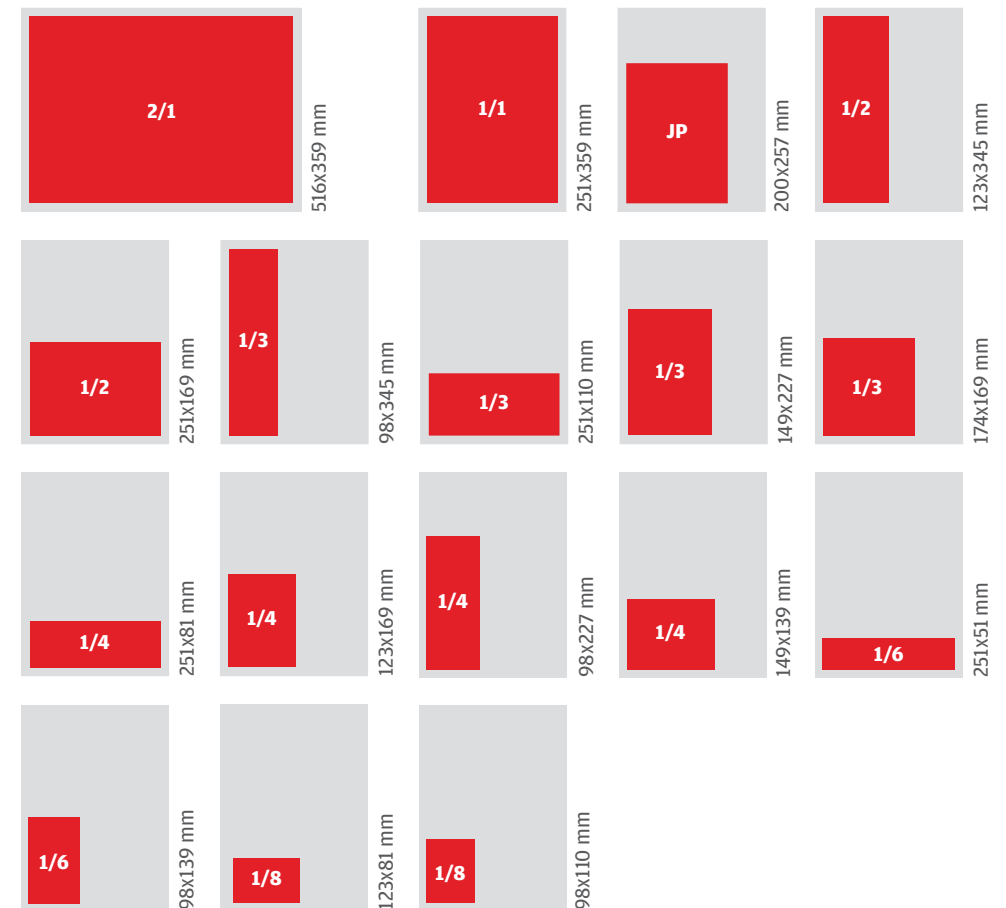 2/1
516x359 mm
1/1
251x359 mm
JP
200x257 mm
1/2
123x345 mm
1/2
251x169 mm
1/3
98x345 mm
1/3
251x110 mm
1/3
149x227 mm
1/3
174x169 mm
1/4
251x81 mm
1/4
123x169 mm
1/4
98x227 mm
1/4
149x139 mm
1/6
251x51 mm
1/6
98x139 mm
1/8
123x81 mm
1/8
98x110 mm